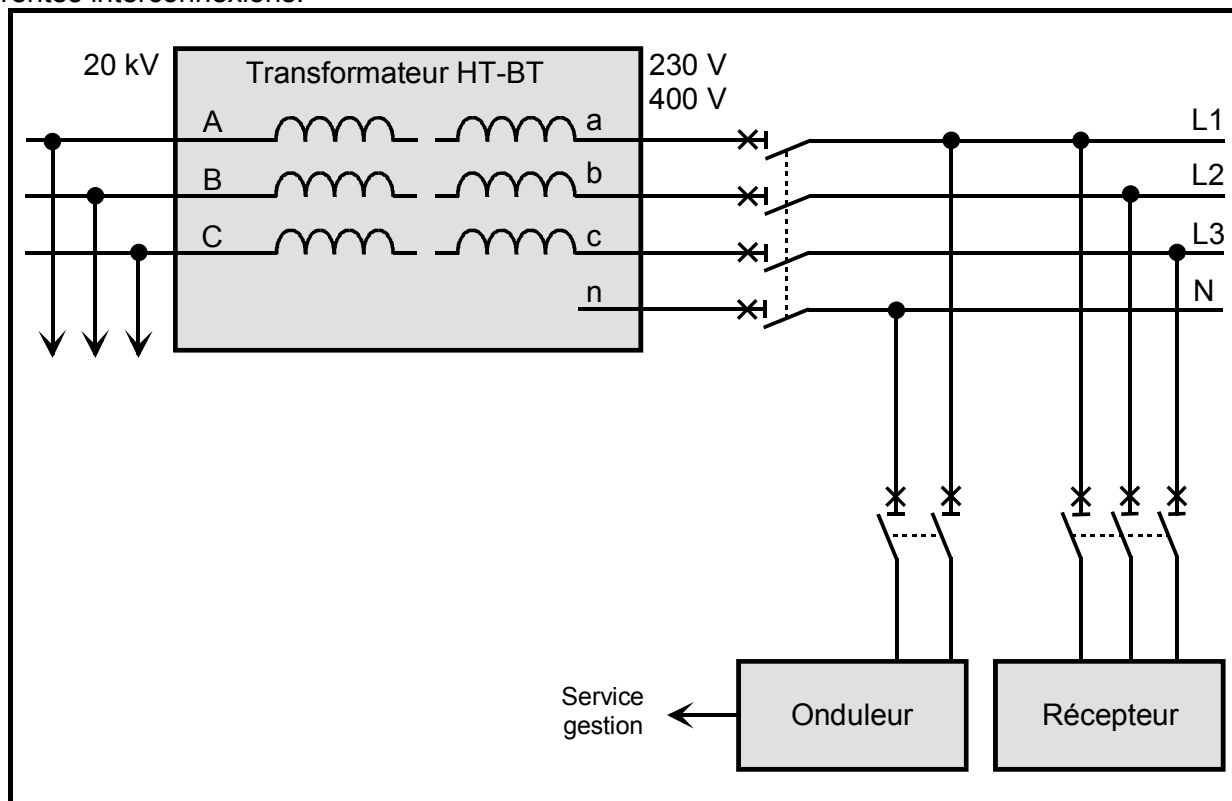 20 kV
Transformateur HT-BT
230 V
400 V
A
a
L1
B
b
L2
C
c
L3
n
N
Service
gestion
Onduleur
Récepteur